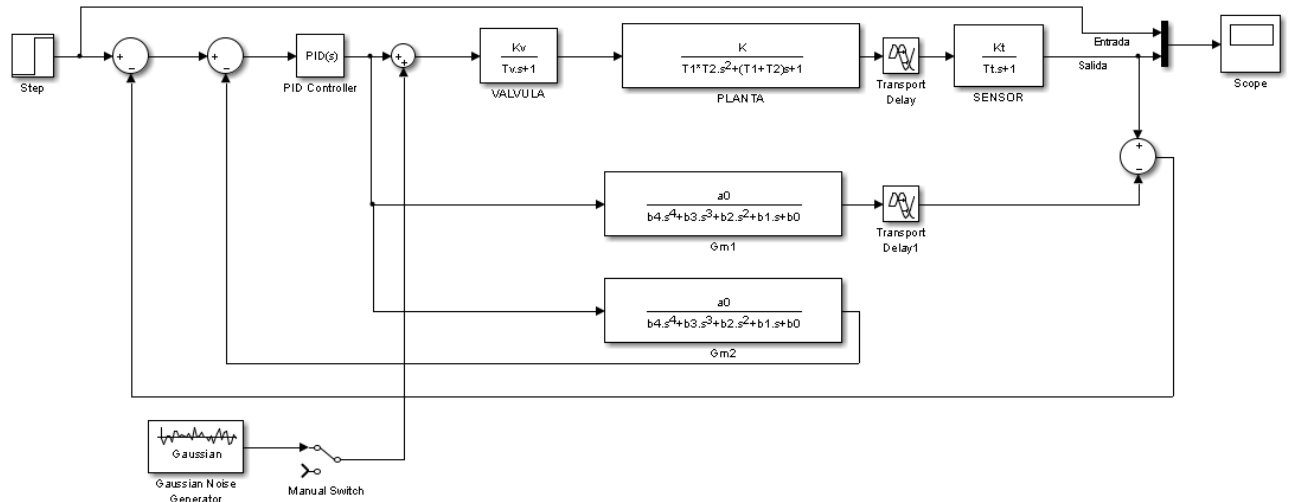 Step
+
−
+
−
PID(s)
PID Controller
+
+
Kv
Tv.s+1
VALVULA
K
T1*T2.s²+(T1+T2)s+1
PLANTA
Transport
Delay
Kt
Tt.s+1
SENSOR
Entrada
Salida
Scope
+
−
a0
b4.s⁴+b3.s³+b2.s²+b1.s+b0
Gm1
Transport
Delay1
a0
b4.s⁴+b3.s³+b2.s²+b1.s+b0
Gm2
Gaussian
Gaussian Noise
Generator
Manual Switch